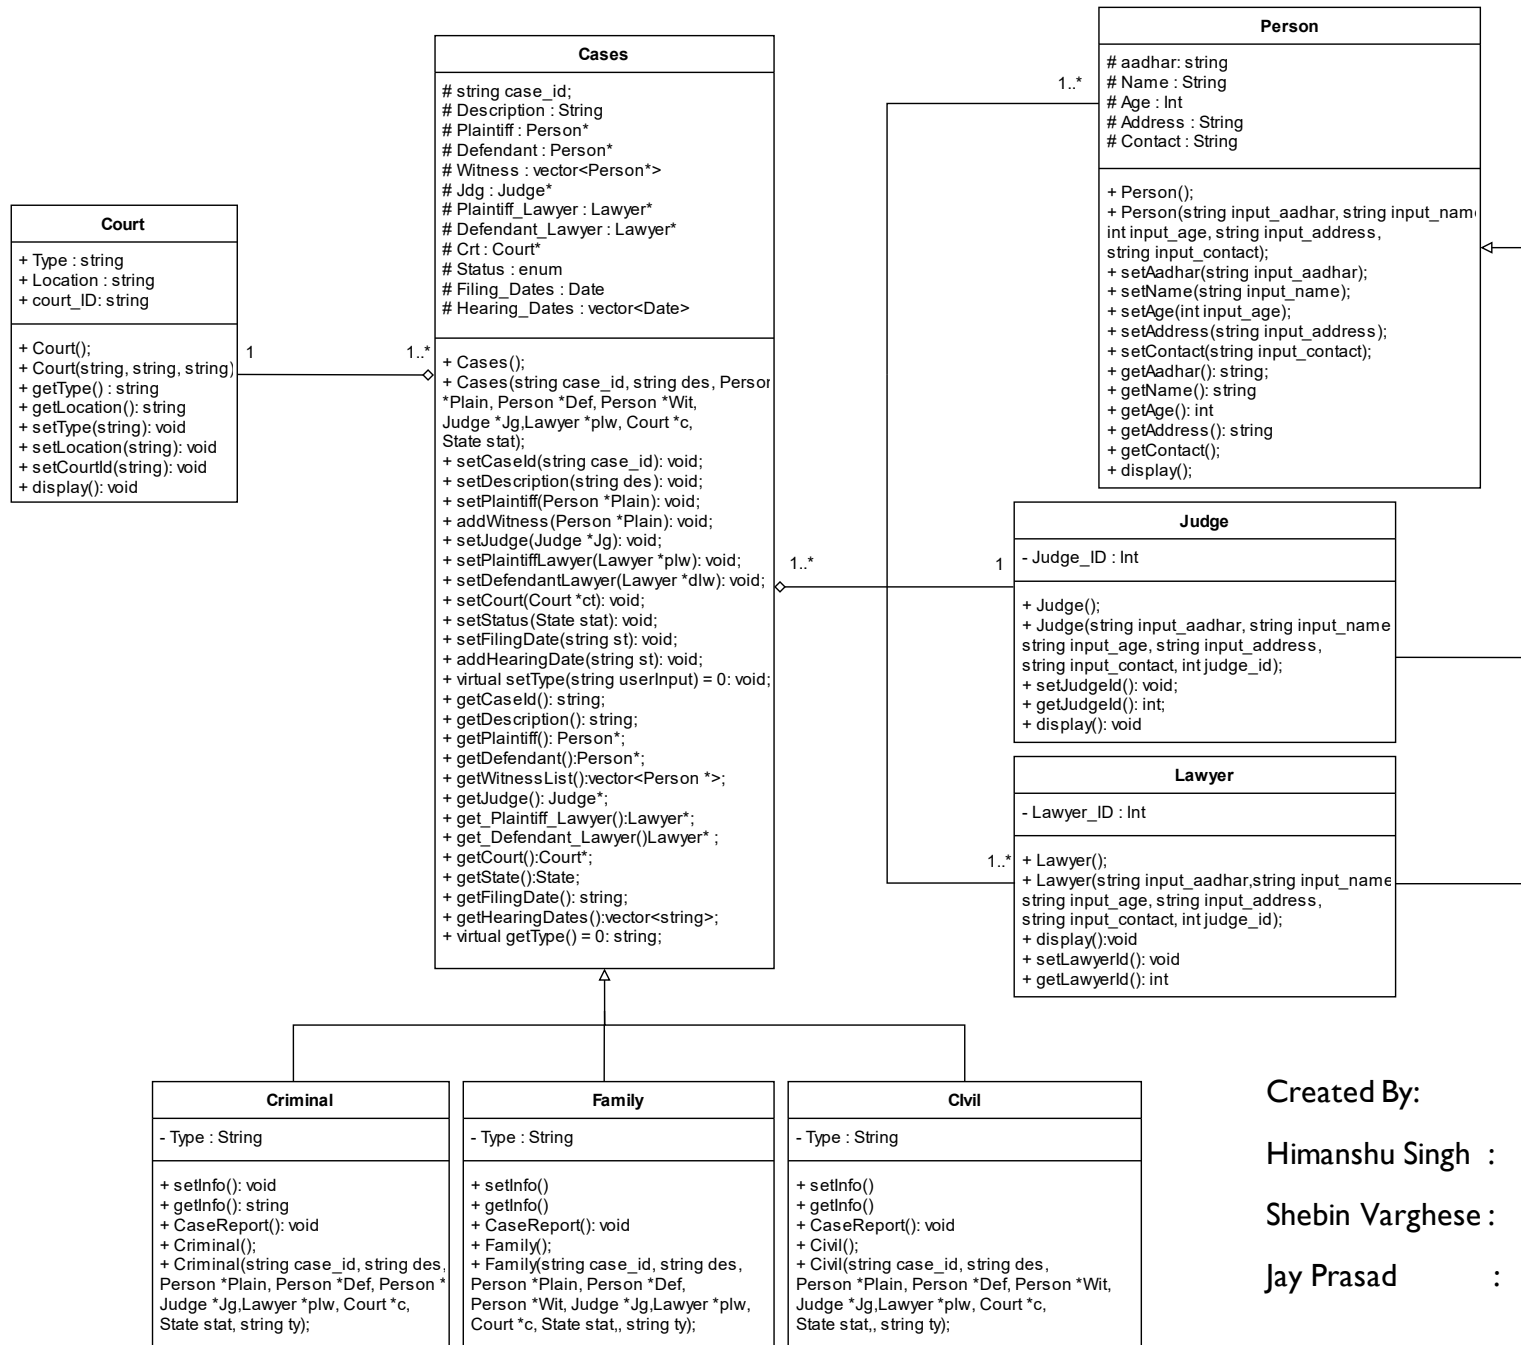 Cases
# string case_id;
# Description : String
# Plaintiff : Person*
# Defendant : Person*
# Witness : vector<Person*>
# Jdg : Judge*
# Plaintiff_Lawyer : Lawyer*
# Defendant_Lawyer : Lawyer*
# Crt : Court*
# Status : enum
# Filing_Dates : Date
# Hearing_Dates : vector<Date>
+ Cases();
+ Cases(string case_id, string des, Person
*Plain, Person *Def, Person *Wit,
Judge *Jg,Lawyer *plw, Court *c,
State stat);
+ setCaseId(string case_id): void;
+ setDescription(string des): void;
+ setPlaintiff(Person *Plain): void;
+ addWitness(Person *Plain): void;
+ setJudge(Judge *Jg): void;
+ setPlaintiffLawyer(Lawyer *plw): void;
+ setDefendantLawyer(Lawyer *dlw): void;
+ setCourt(Court *ct): void;
+ setStatus(State stat): void;
+ setFilingDate(string st): void;
+ addHearingDate(string st): void;
+ virtual setType(string userInput) = 0: void;
+ getCaseId(): string;
+ getDescription(): string;
+ getPlaintiff(): Person*;
+ getDefendant():Person*;
+ getWitnessList():vector<Person *>;
+ getJudge(): Judge*;
+ get_Plaintiff_Lawyer():Lawyer*;
+ get_Defendant_Lawyer()Lawyer* ;
+ getCourt():Court*;
+ getState():State;
+ getFilingDate(): string;
+ getHearingDates():vector<string>;
+ virtual getType() = 0: string;
Court
+ Type : string
+ Location : string
+ court_ID: string
+ Court();
+ Court(string, string, string)
+ getType() : string
+ getLocation(): string
+ setType(string): void
+ setLocation(string): void
+ setCourtId(string): void
+ display(): void
1
1..*
1..*
1..*
1
1..*
Person
# aadhar: string
# Name : String
# Age : Int
# Address : String
# Contact : String
+ Person();
+ Person(string input_aadhar, string input_name
int input_age, string input_address,
string input_contact);
+ setAadhar(string input_aadhar);
+ setName(string input_name);
+ setAge(int input_age);
+ setAddress(string input_address);
+ setContact(string input_contact);
+ getAadhar(): string;
+ getName(): string
+ getAge(): int
+ getAddress(): string
+ getContact();
+ display();
Judge
- Judge_ID : Int
+ Judge();
+ Judge(string input_aadhar, string input_name
string input_age, string input_address,
string input_contact, int judge_id);
+ setJudgeId(): void;
+ getJudgeId(): int;
+ display(): void
Lawyer
- Lawyer_ID : Int
+ Lawyer();
+ Lawyer(string input_aadhar,string input_name
string input_age, string input_address,
string input_contact, int judge_id);
+ display():void
+ setLawyerId(): void
+ getLawyerId(): int
Criminal
- Type : String
+ setInfo(): void
+ getInfo(): string
+ CaseReport(): void
+ Criminal();
+ Criminal(string case_id, string des,
Person *Plain, Person *Def, Person *
Judge *Jg,Lawyer *plw, Court *c,
State stat, string ty);
Family
- Type : String
+ setInfo()
+ getInfo()
+ CaseReport(): void
+ Family();
+ Family(string case_id, string des,
Person *Plain, Person *Def,
Person *Wit, Judge *Jg,Lawyer *plw,
Court *c, State stat,, string ty);
CIvil
- Type : String
+ setInfo()
+ getInfo()
+ CaseReport(): void
+ Civil();
+ Civil(string case_id, string des,
Person *Plain, Person *Def, Person *Wit,
Judge *Jg,Lawyer *plw, Court *c,
State stat,, string ty);
Created By:
Himanshu Singh :
Shebin Varghese :
Jay Prasad :